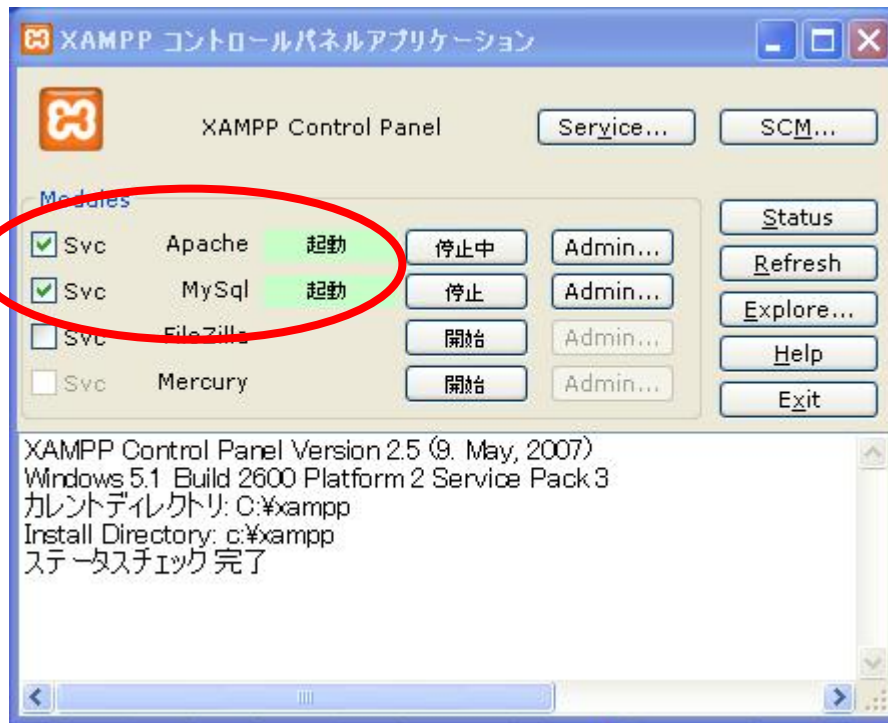 XAMPP コントロールパネルアプリケーション
XAMPP Control Panel
Service...
SCM...
Modules
Svc Apache 起動 停止中 Admin...
Svc MySql 起動 停止 Admin...
Svc FileZilla 開始 Admin...
Svc Mercury 開始 Admin...
Status
Refresh
Explore...
Help
Exit
XAMPP Control Panel Version 2.5 (9. May, 2007)
Windows 5.1 Build 2600 Platform 2 Service Pack 3
カレントディレクトリ: C:¥xampp
Install Directory: c:¥xampp
ステータスチェック 完了